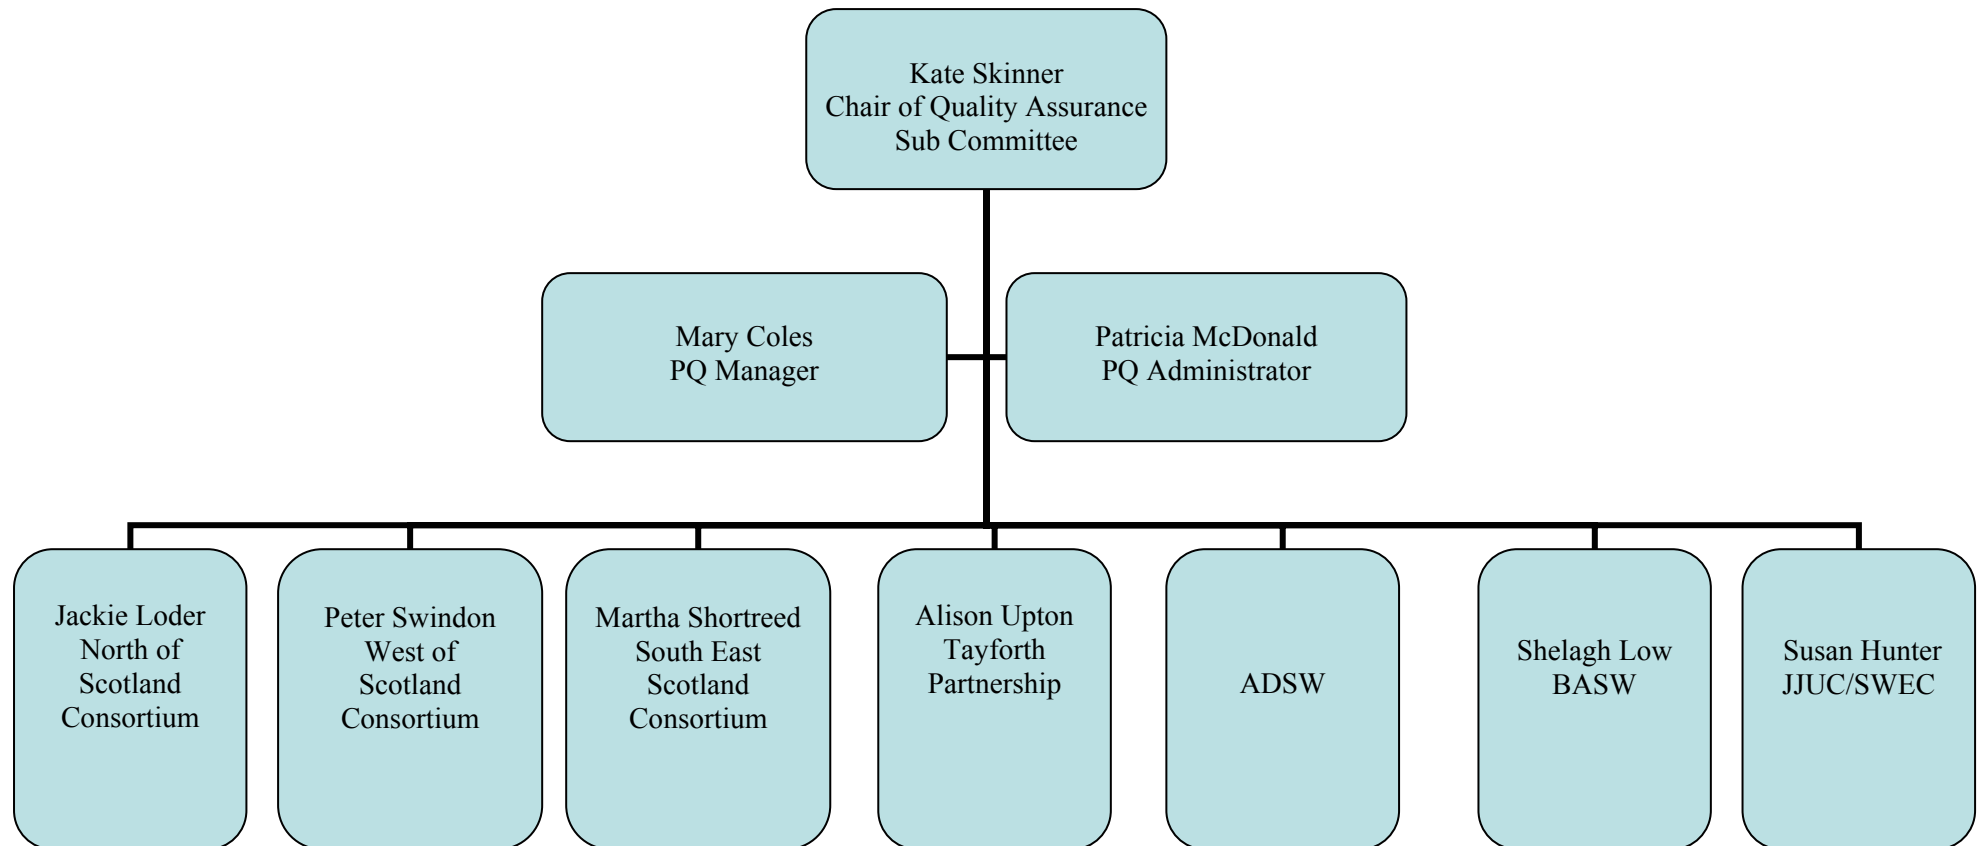 Kate Skinner
Chair of Quality Assurance
Sub Committee
Mary Coles
PQ Manager
Patricia McDonald
PQ Administrator
Jackie Loder
North of
Scotland
Consortium
Peter Swindon
West of
Scotland
Consortium
Martha Shortreed
South East
Scotland
Consortium
Alison Upton
Tayforth
Partnership
ADSW
Shelagh Low
BASW
Susan Hunter
JJUC/SWEC